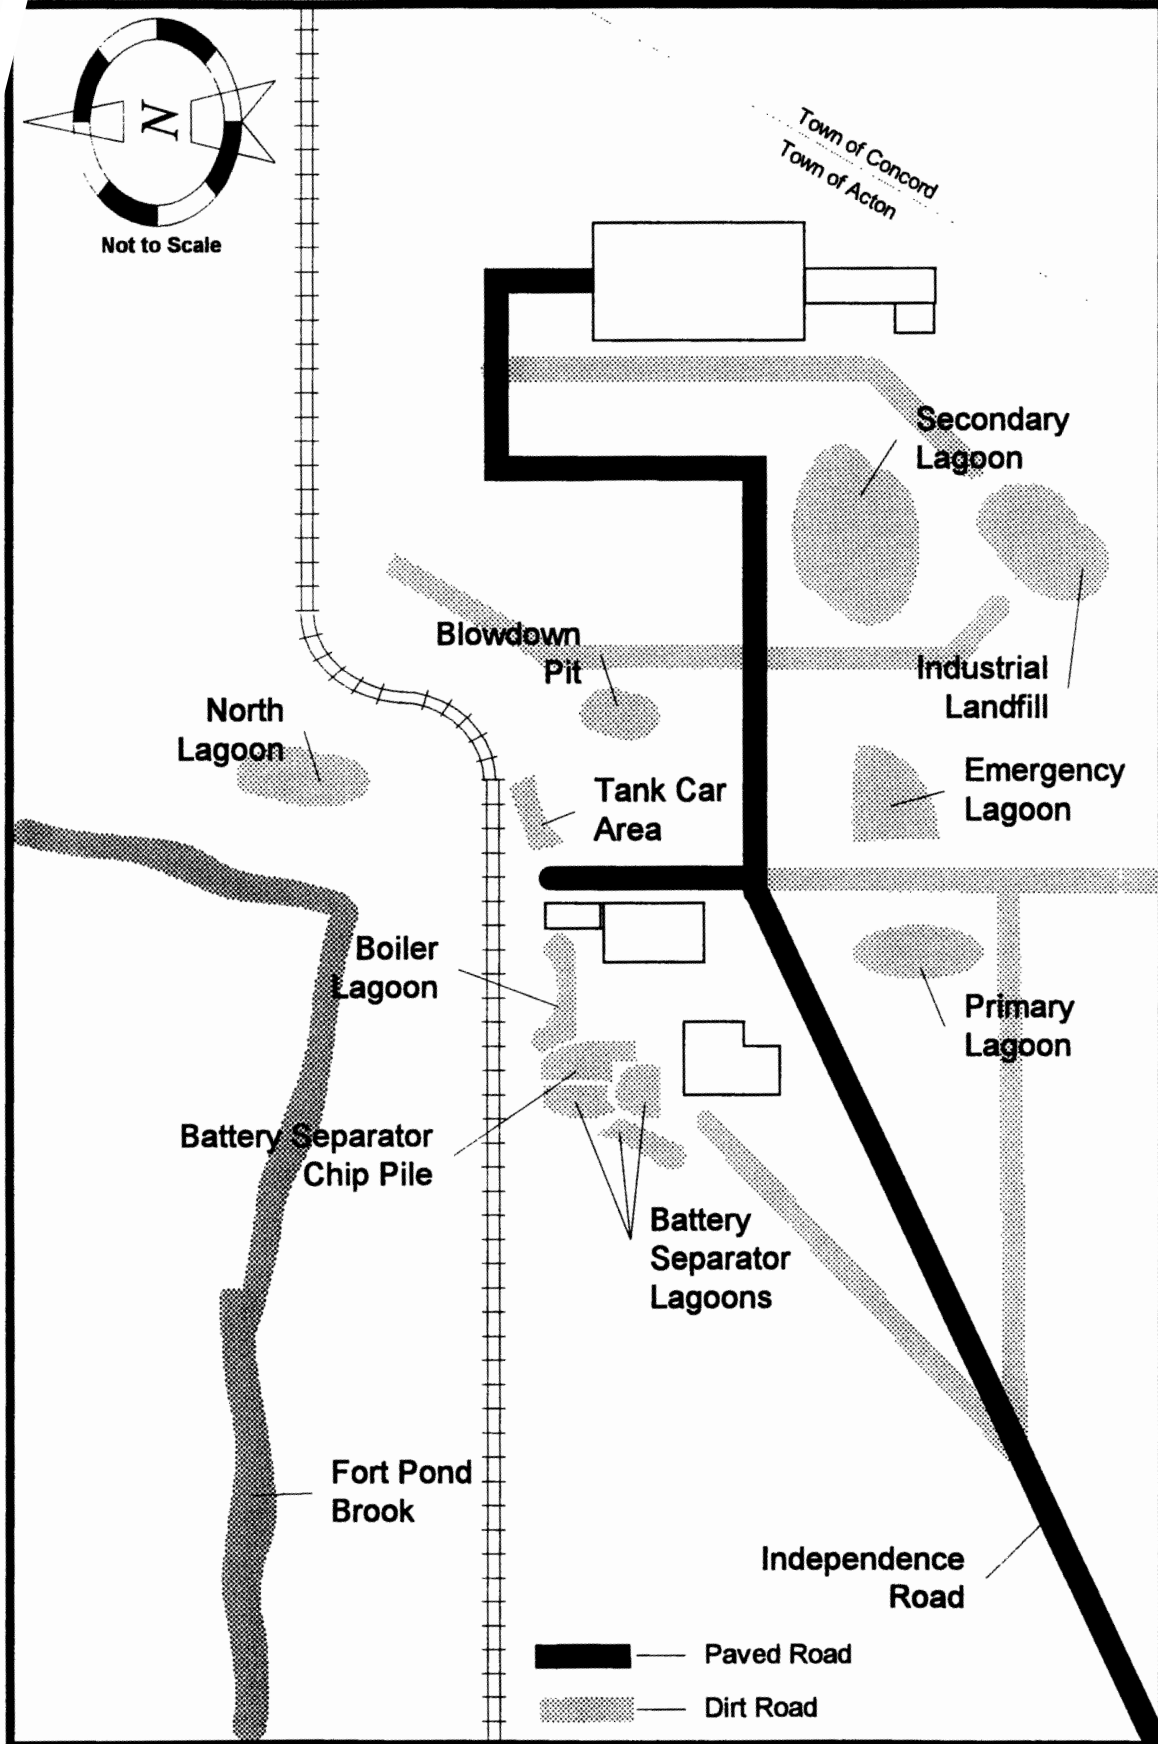 N
Not to Scale
Town of Concord
Town of Acton
Secondary
Lagoon
Blowdown
Pit
Industrial
Landfill
North
Lagoon
Emergency
Lagoon
Tank Car
Area
Boiler
Lagoon
Primary
Lagoon
Battery Separator
Chip Pile
Battery
Separator
Lagoons
Fort Pond
Brook
Independence
Road
Paved Road
Dirt Road